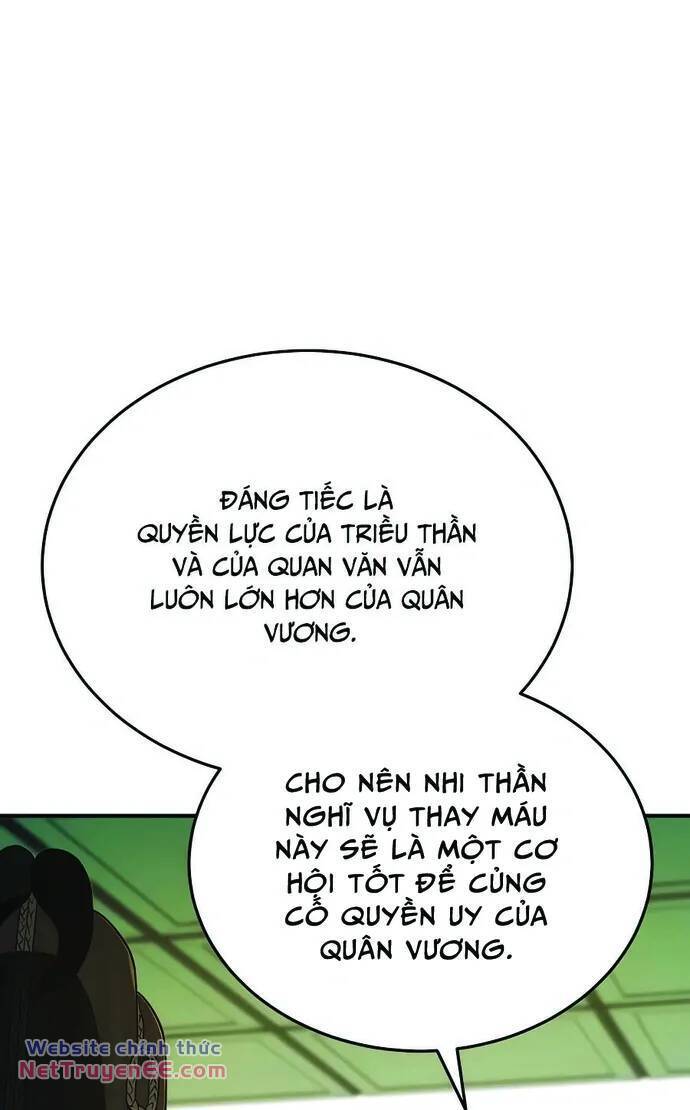 ĐÁNG TIẾC LÀ
QUYỀN LỰC CỦA TRIỀU THẦN
VÀ CỦA QUAN VĂN VẪN
LUÔN LỚN HƠN CỦA QUÂN
VƯƠNG.
CHO NÊN NHI THẦN
NGHĨ VỤ THAY MÁU
NÀY SẼ LÀ MỘT CƠ
HỘI TỐT ĐỂ CỦNG
CỐ QUYỀN UY CỦA
QUÂN VƯƠNG.
Website chính thức
NetTruyenEE.com